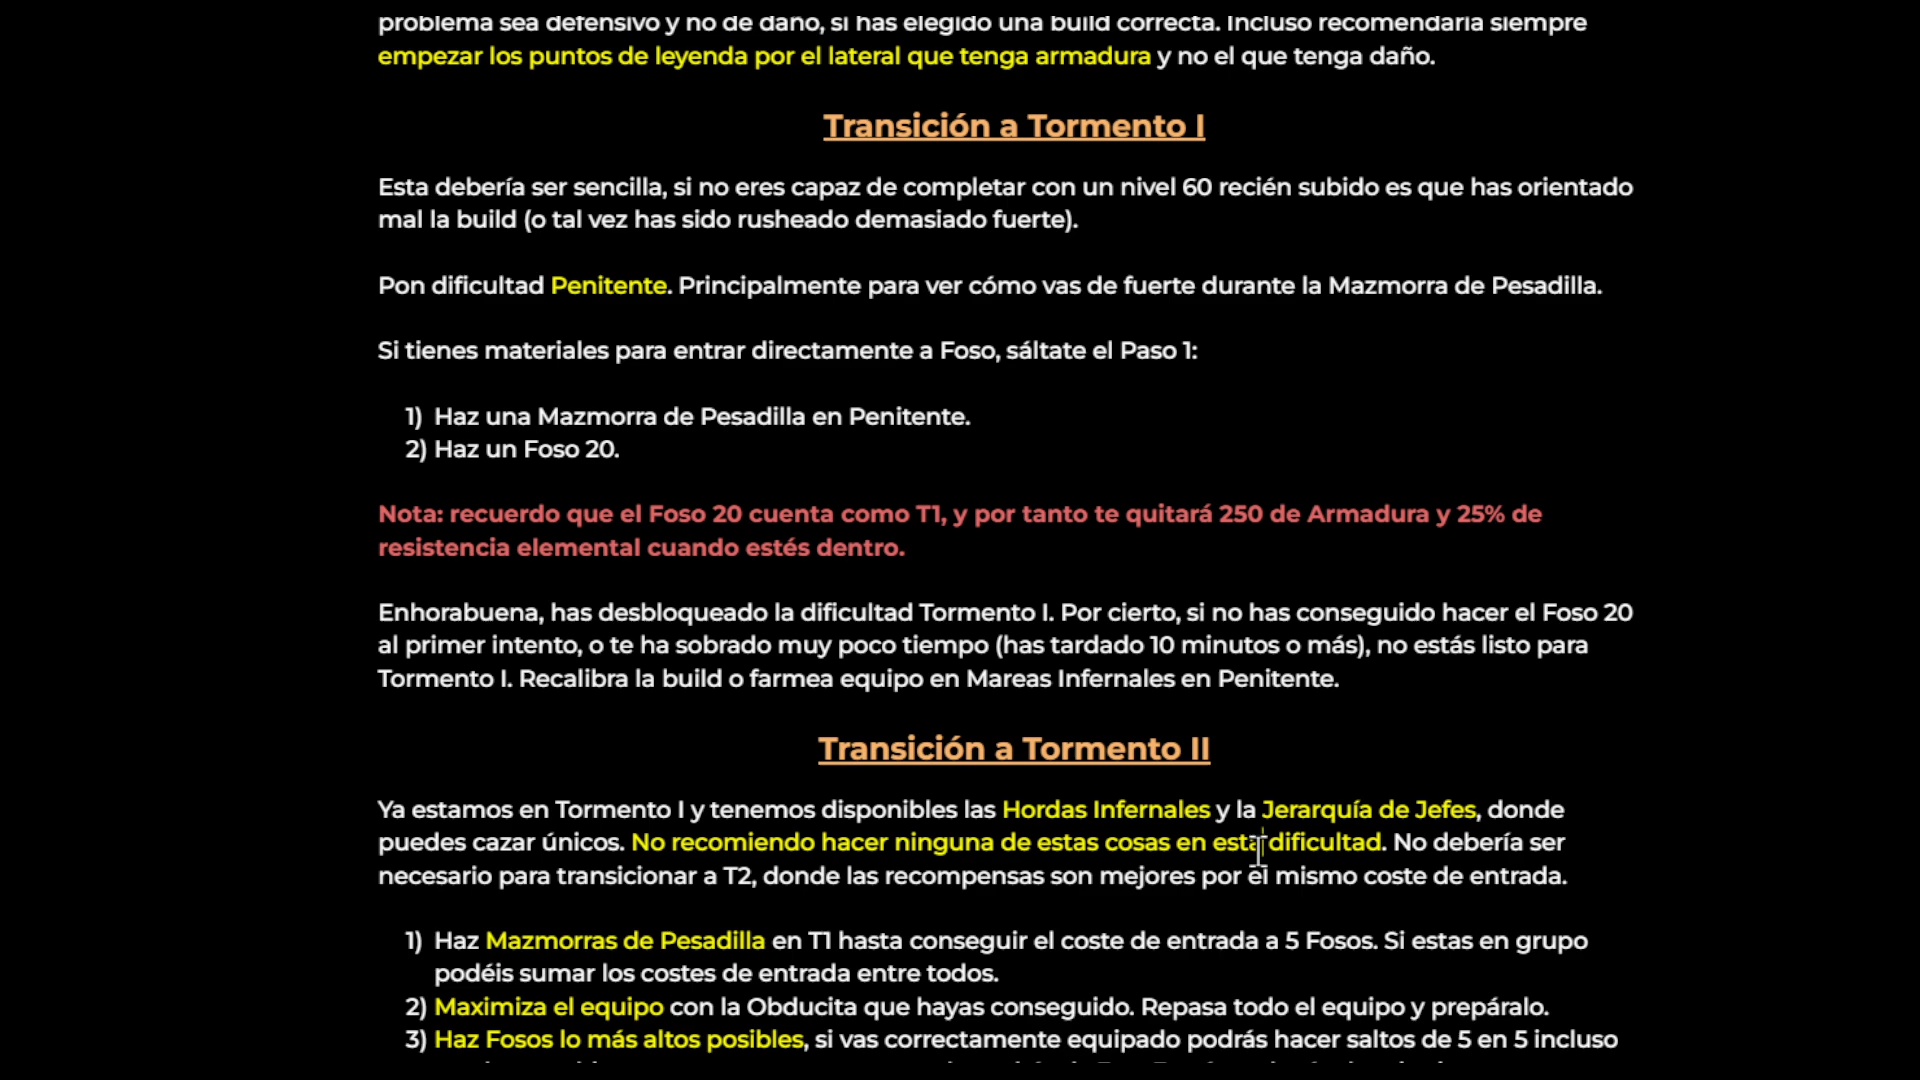 problema sea defensivo y no de daño, si has elegido una build correcta. Incluso recomendaría siempre
empezar los puntos de leyenda por el lateral que tenga armadura y no el que tenga daño.
Transición a Tormento I
Esta debería ser sencilla, si no eres capaz de completar con un nivel 60 recién subido es que has orientado
mal la build (o tal vez has sido rusheado demasiado fuerte).
Pon dificultad Penitente. Principalmente para ver cómo vas de fuerte durante la Mazmorra de Pesadilla.
Si tienes materiales para entrar directamente a Foso, sáltate el Paso 1:
1) Haz una Mazmorra de Pesadilla en Penitente.
2) Haz un Foso 20.
Nota: recuerdo que el Foso 20 cuenta como T1, y por tanto te quitará 250 de Armadura y 25% de
resistencia elemental cuando estés dentro.
Enhorabuena, has desbloqueado la dificultad Tormento I. Por cierto, si no has conseguido hacer el Foso 20
al primer intento, o te ha sobrado muy poco tiempo (has tardado 10 minutos o más), no estás listo para
Tormento I. Recalibra la build o farmea equipo en Mareas Infernales en Penitente.
Transición a Tormento II
Ya estamos en Tormento I y tenemos disponibles las Hordas Infernales y la Jerarquía de Jefes, donde
puedes cazar únicos. No recomiendo hacer ninguna de estas cosas en esta dificultad. No debería ser
necesario para transicionar a T2, donde las recompensas son mejores por el mismo coste de entrada.
1) Haz Mazmorras de Pesadilla en T1 hasta conseguir el coste de entrada a 5 Fosos. Si estas en grupo
podéis sumar los costes de entrada entre todos.
2) Maximiza el equipo con la Obducita que hayas conseguido. Repasa todo el equipo y prepáralo.
3) Haz Fosos lo más altos posibles, si vas correctamente equipado podrás hacer saltos de 5 en 5 incluso